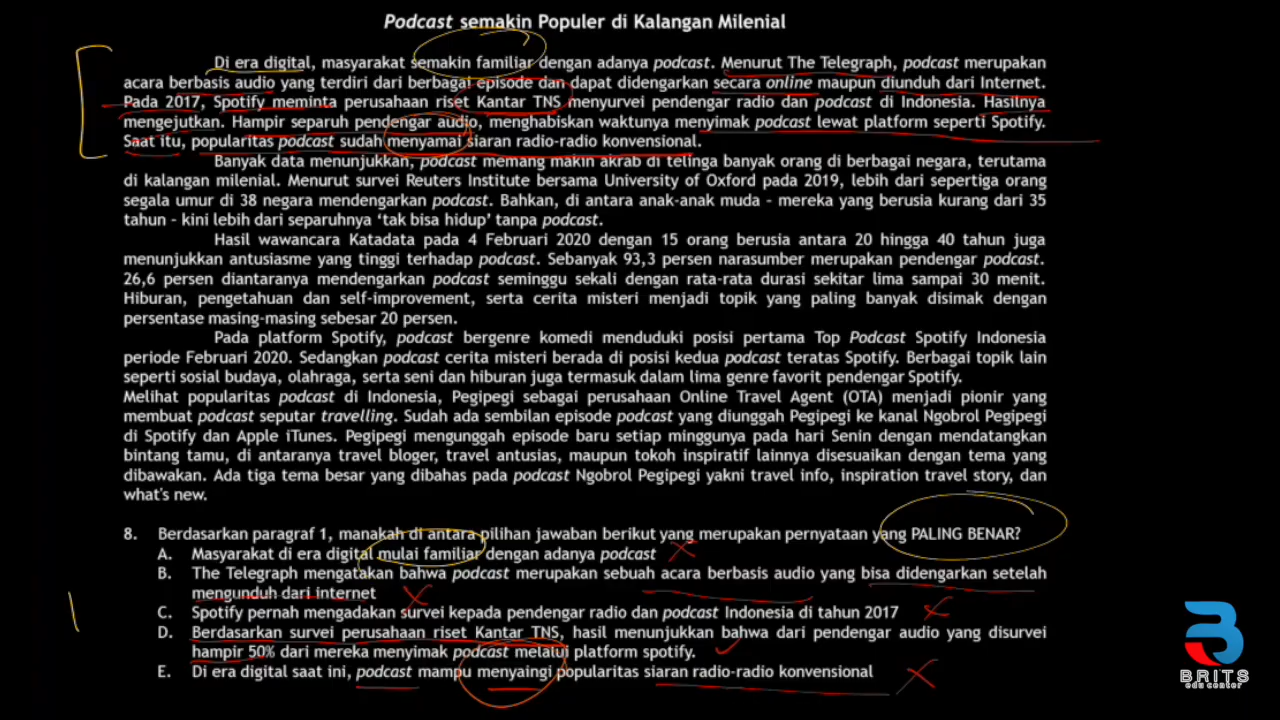 Podcast semakin Populer di Kalangan Milenial
Di era digital, masyarakat semakin familiar dengan adanya podcast. Menurut The Telegraph, podcast merupakan
acara berbasis audio yang terdiri dari berbagai episode dan dapat didengarkan secara online maupun diunduh dari Internet.
Pada 2017, Spotify meminta perusahaan riset Kantar TNS menyurvei pendengar radio dan podcast di Indonesia. Hasilnya
mengejutkan. Hampir separuh pendengar audio, menghabiskan waktunya menyimak podcast lewat platform seperti Spotify.
Saat itu, popularitas podcast sudah menyamai siaran radio-radio konvensional.
Banyak data menunjukkan, podcast memang makin akrab di telinga banyak orang di berbagai negara, terutama
di kalangan milenial. Menurut survei Reuters Institute bersama University of Oxford pada 2019, lebih dari sepertiga orang
segala umur di 38 negara mendengarkan podcast. Bahkan, di antara anak-anak muda – mereka yang berusia kurang dari 35
tahun – kini lebih dari separuhnya ‘tak bisa hidup’ tanpa podcast.
Hasil wawancara Katadata pada 4 Februari 2020 dengan 15 orang berusia antara 20 hingga 40 tahun juga
menunjukkan antusiasme yang tinggi terhadap podcast. Sebanyak 93,3 persen narasumber merupakan pendengar podcast.
26,6 persen diantaranya mendengarkan podcast seminggu sekali dengan rata-rata durasi sekitar lima sampai 30 menit.
Hiburan, pengetahuan dan self-improvement, serta cerita misteri menjadi topik yang paling banyak disimak dengan
persentase masing-masing sebesar 20 persen.
Pada platform Spotify, podcast bergenre komedi menduduki posisi pertama Top Podcast Spotify Indonesia
periode Februari 2020. Sedangkan podcast cerita misteri berada di posisi kedua podcast teratas Spotify. Berbagai topik lain
seperti sosial budaya, olahraga, serta seni dan hiburan juga termasuk dalam lima genre favorit pendengar Spotify.
Melihat popularitas podcast di Indonesia, Pegipegi sebagai perusahaan Online Travel Agent (OTA) menjadi pionir yang
membuat podcast seputar travelling. Sudah ada sembilan episode podcast yang diunggah Pegipegi ke kanal Ngobrol Pegipegi
di Spotify dan Apple iTunes. Pegipegi mengunggah episode baru setiap minggunya pada hari Senin dengan mendatangkan
bintang tamu, di antaranya travel bloger, travel antusias, maupun tokoh inspiratif lainnya disesuaikan dengan tema yang
dibawakan. Ada tiga tema besar yang dibahas pada podcast Ngobrol Pegipegi yakni travel info, inspiration travel story, dan
what's new.
8. Berdasarkan paragraf 1, manakah di antara pilihan jawaban berikut yang merupakan pernyataan yang PALING BENAR?
A. Masyarakat di era digital mulai familiar dengan adanya podcast
B. The Telegraph mengatakan bahwa podcast merupakan sebuah acara berbasis audio yang bisa didengarkan setelah
mengunduh dari internet
C. Spotify pernah mengadakan survei kepada pendengar radio dan podcast Indonesia di tahun 2017
D. Berdasarkan survei perusahaan riset Kantar TNS, hasil menunjukkan bahwa dari pendengar audio yang disurvei
hampir 50% dari mereka menyimak podcast melalui platform spotify.
E. Di era digital saat ini, podcast mampu menyaingi popularitas siaran radio-radio konvensional
BRITS
edu center